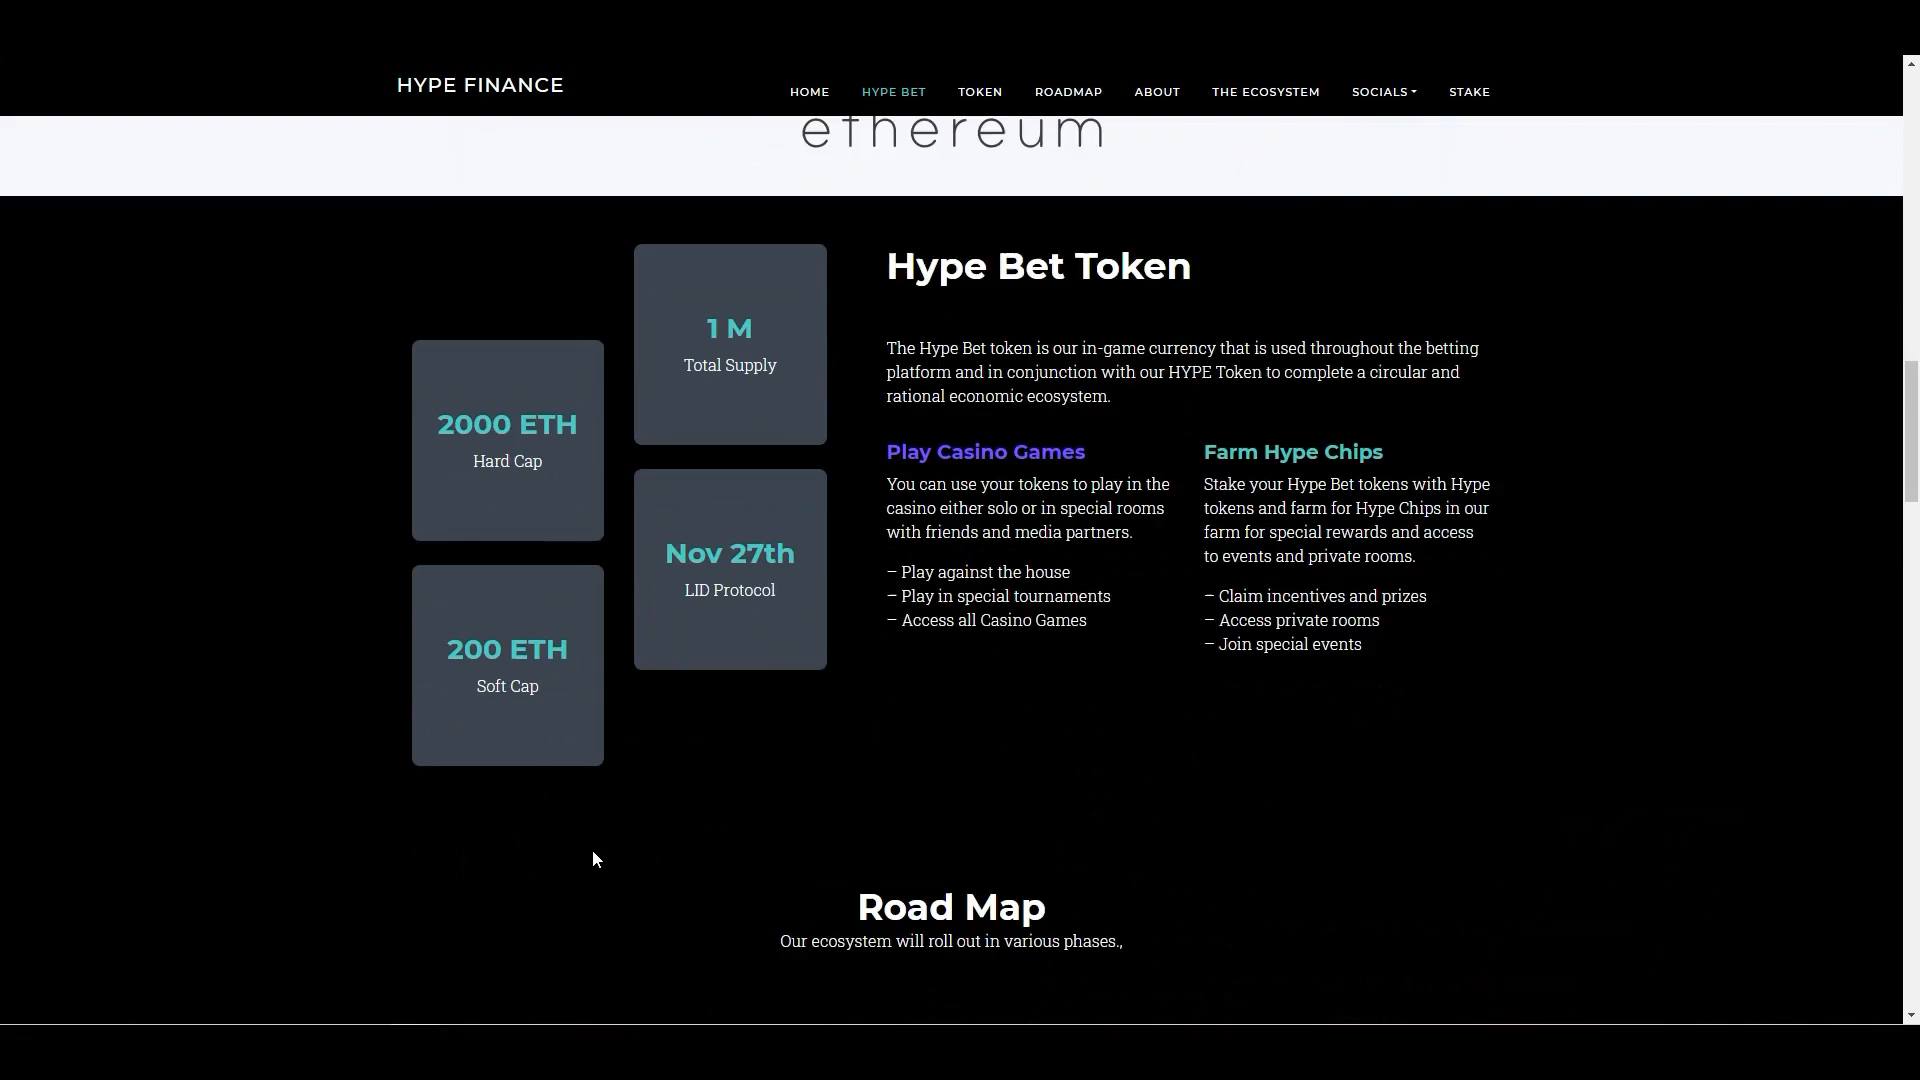 HYPE FINANCE
HOME HYPE BET TOKEN ROADMAP ABOUT THE ECOSYSTEM SOCIALS STAKE
ethereum
2000 ETH
Hard Cap
200 ETH
Soft Cap
1 M
Total Supply
Nov 27th
LID Protocol
Hype Bet Token
The Hype Bet token is our in-game currency that is used throughout the betting
platform and in conjunction with our HYPE Token to complete a circular and
rational economic ecosystem.
Play Casino Games
You can use your tokens to play in the
casino either solo or in special rooms
with friends and media partners.
– Play against the house
– Play in special tournaments
– Access all Casino Games
Farm Hype Chips
Stake your Hype Bet tokens with Hype
tokens and farm for Hype Chips in our
farm for special rewards and access
to events and private rooms.
– Claim incentives and prizes
– Access private rooms
– Join special events
Road Map
Our ecosystem will roll out in various phases.,